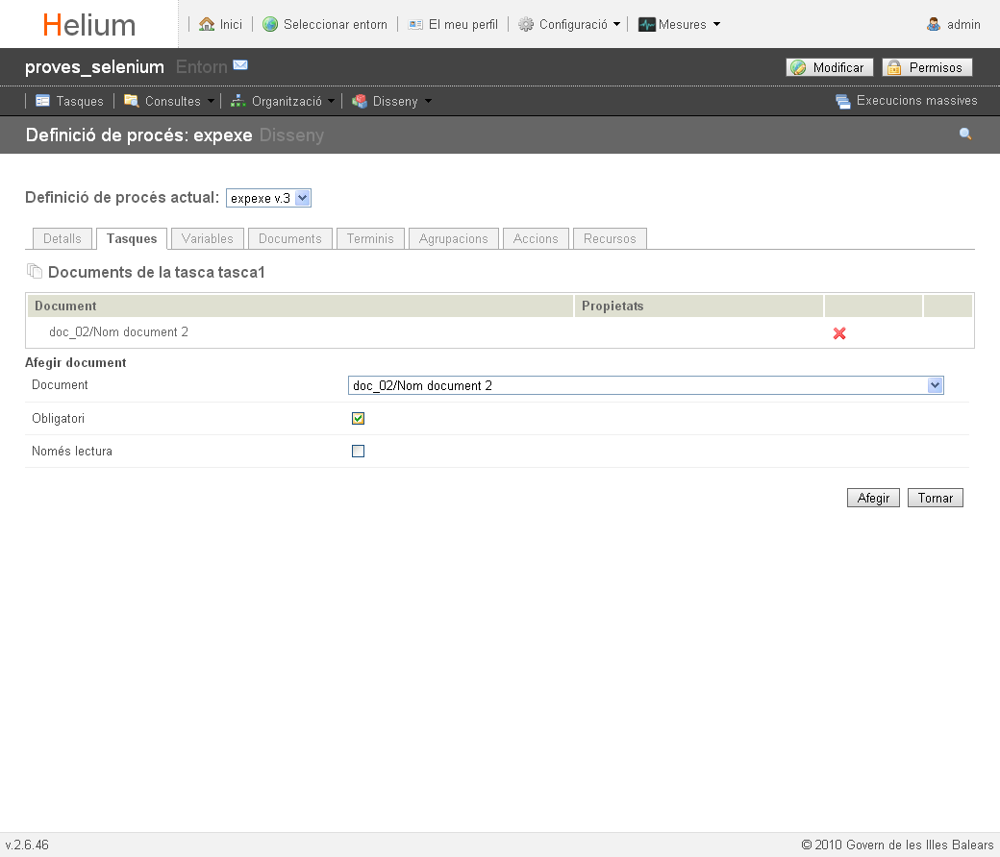 Helium
Inici Seleccionar entorn El meu perfil Configuració Mesures admin
proves_selenium Entorn Modificar Permisos
Tasques Consultes Organització Disseny Execucions massives
Definició de procés: expexe Disseny
Definició de procés actual: expexe v.3
Detalls Tasques Variables Documents Terminis Agrupacions Accions Recursos
Documents de la tasca tasca1
Document Propietats
doc_02/Nom document 2
Afegir document
Document doc_02/Nom document 2
Obligatori
Només lectura
Afegir Tornar
v.2.6.46 © 2010 Govern de les Illes Balears